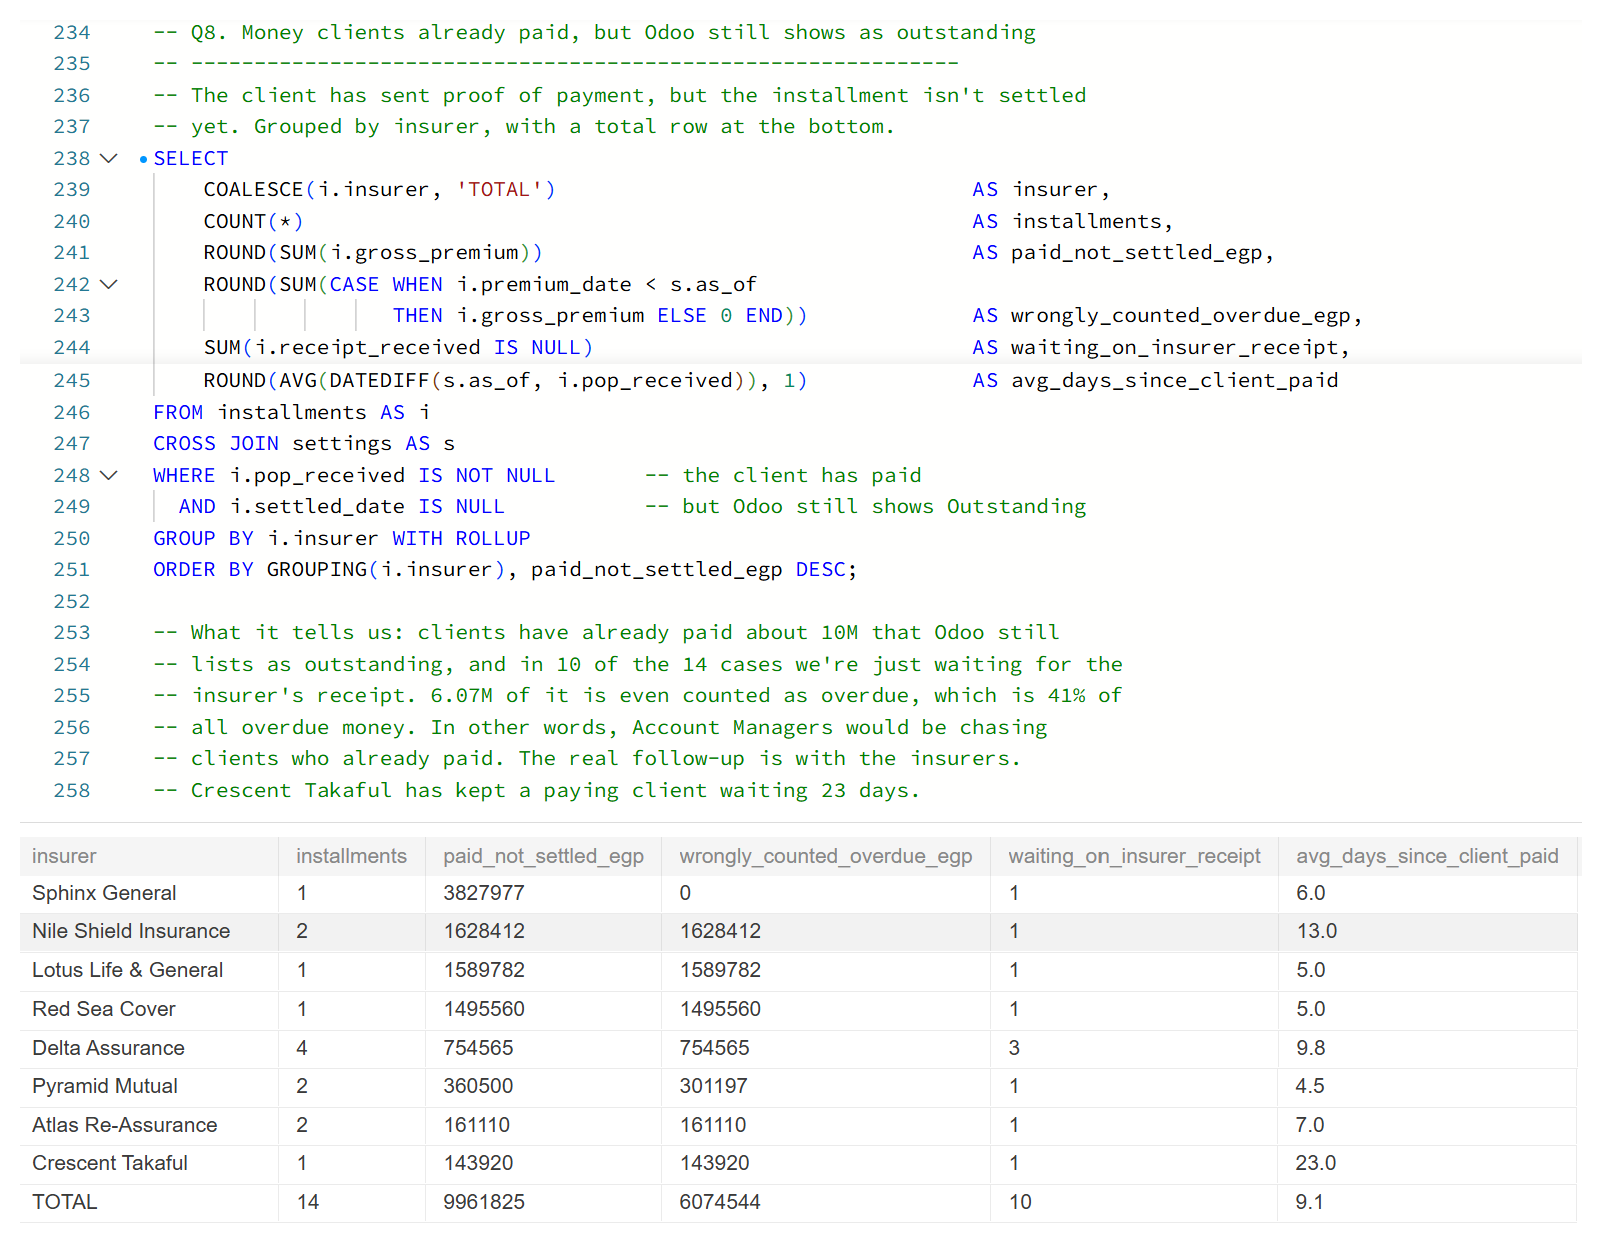 234 -- Q8. Money clients already paid, but Odoo still shows as outstanding
235 -- -------------------------------------------------------------
236 -- The client has sent proof of payment, but the installment isn't settled
237 -- yet. Grouped by insurer, with a total row at the bottom.
238 SELECT
239 COALESCE(i.insurer, 'TOTAL') AS insurer,
240 COUNT(*) AS installments,
241 ROUND(SUM(i.gross_premium)) AS paid_not_settled_egp,
242 ROUND(SUM(CASE WHEN i.premium_date < s.as_of
243 THEN i.gross_premium ELSE 0 END)) AS wrongly_counted_overdue_egp,
244 SUM(i.receipt_received IS NULL) AS waiting_on_insurer_receipt,
245 ROUND(AVG(DATEDIFF(s.as_of, i.pop_received)), 1) AS avg_days_since_client_paid
246 FROM installments AS i
247 CROSS JOIN settings AS s
248 WHERE i.pop_received IS NOT NULL -- the client has paid
249 AND i.settled_date IS NULL -- but Odoo still shows Outstanding
250 GROUP BY i.insurer WITH ROLLUP
251 ORDER BY GROUPING(i.insurer), paid_not_settled_egp DESC;
252
253 -- What it tells us: clients have already paid about 10M that Odoo still
254 -- lists as outstanding, and in 10 of the 14 cases we're just waiting for the
255 -- insurer's receipt. 6.07M of it is even counted as overdue, which is 41% of
256 -- all overdue money. In other words, Account Managers would be chasing
257 -- clients who already paid. The real follow-up is with the insurers.
258 -- Crescent Takaful has kept a paying client waiting 23 days.
insurer installments paid_not_settled_egp wrongly_counted_overdue_egp waiting_on_insurer_receipt avg_days_since_client_paid
Sphinx General 1 3827977 0 1 6.0
Nile Shield Insurance 2 1628412 1628412 1 13.0
Lotus Life & General 1 1589782 1589782 1 5.0
Red Sea Cover 1 1495560 1495560 1 5.0
Delta Assurance 4 754565 754565 3 9.8
Pyramid Mutual 2 360500 301197 1 4.5
Atlas Re-Assurance 2 161110 161110 1 7.0
Crescent Takaful 1 143920 143920 1 23.0
TOTAL 14 9961825 6074544 10 9.1